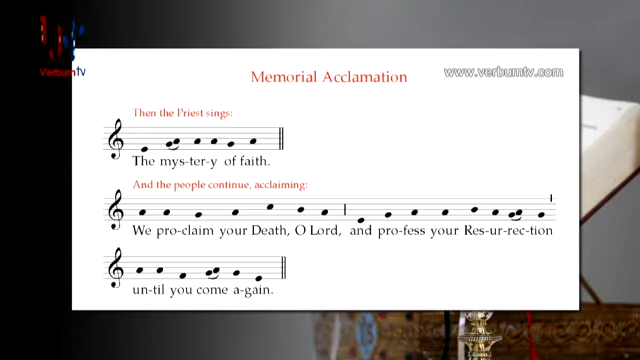 Verbumtv
www.verbumtv.com
Memorial Acclamation
Then the Priest sings:
The mys-ter-y of faith.
And the people continue, acclaiming:
We pro-claim your Death, O Lord, and pro-fess your Res-ur-rec-tion
un-til you come a-gain.